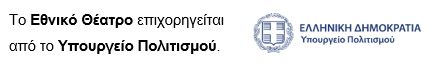 Το Εθνικό Θέατρο επιχορηγείται
από το Υπουργείο Πολιτισμού.
ΕΛΛΗΝΙΚΗ ΔΗΜΟΚΡΑΤΙΑ
Υπουργείο Πολιτισμού